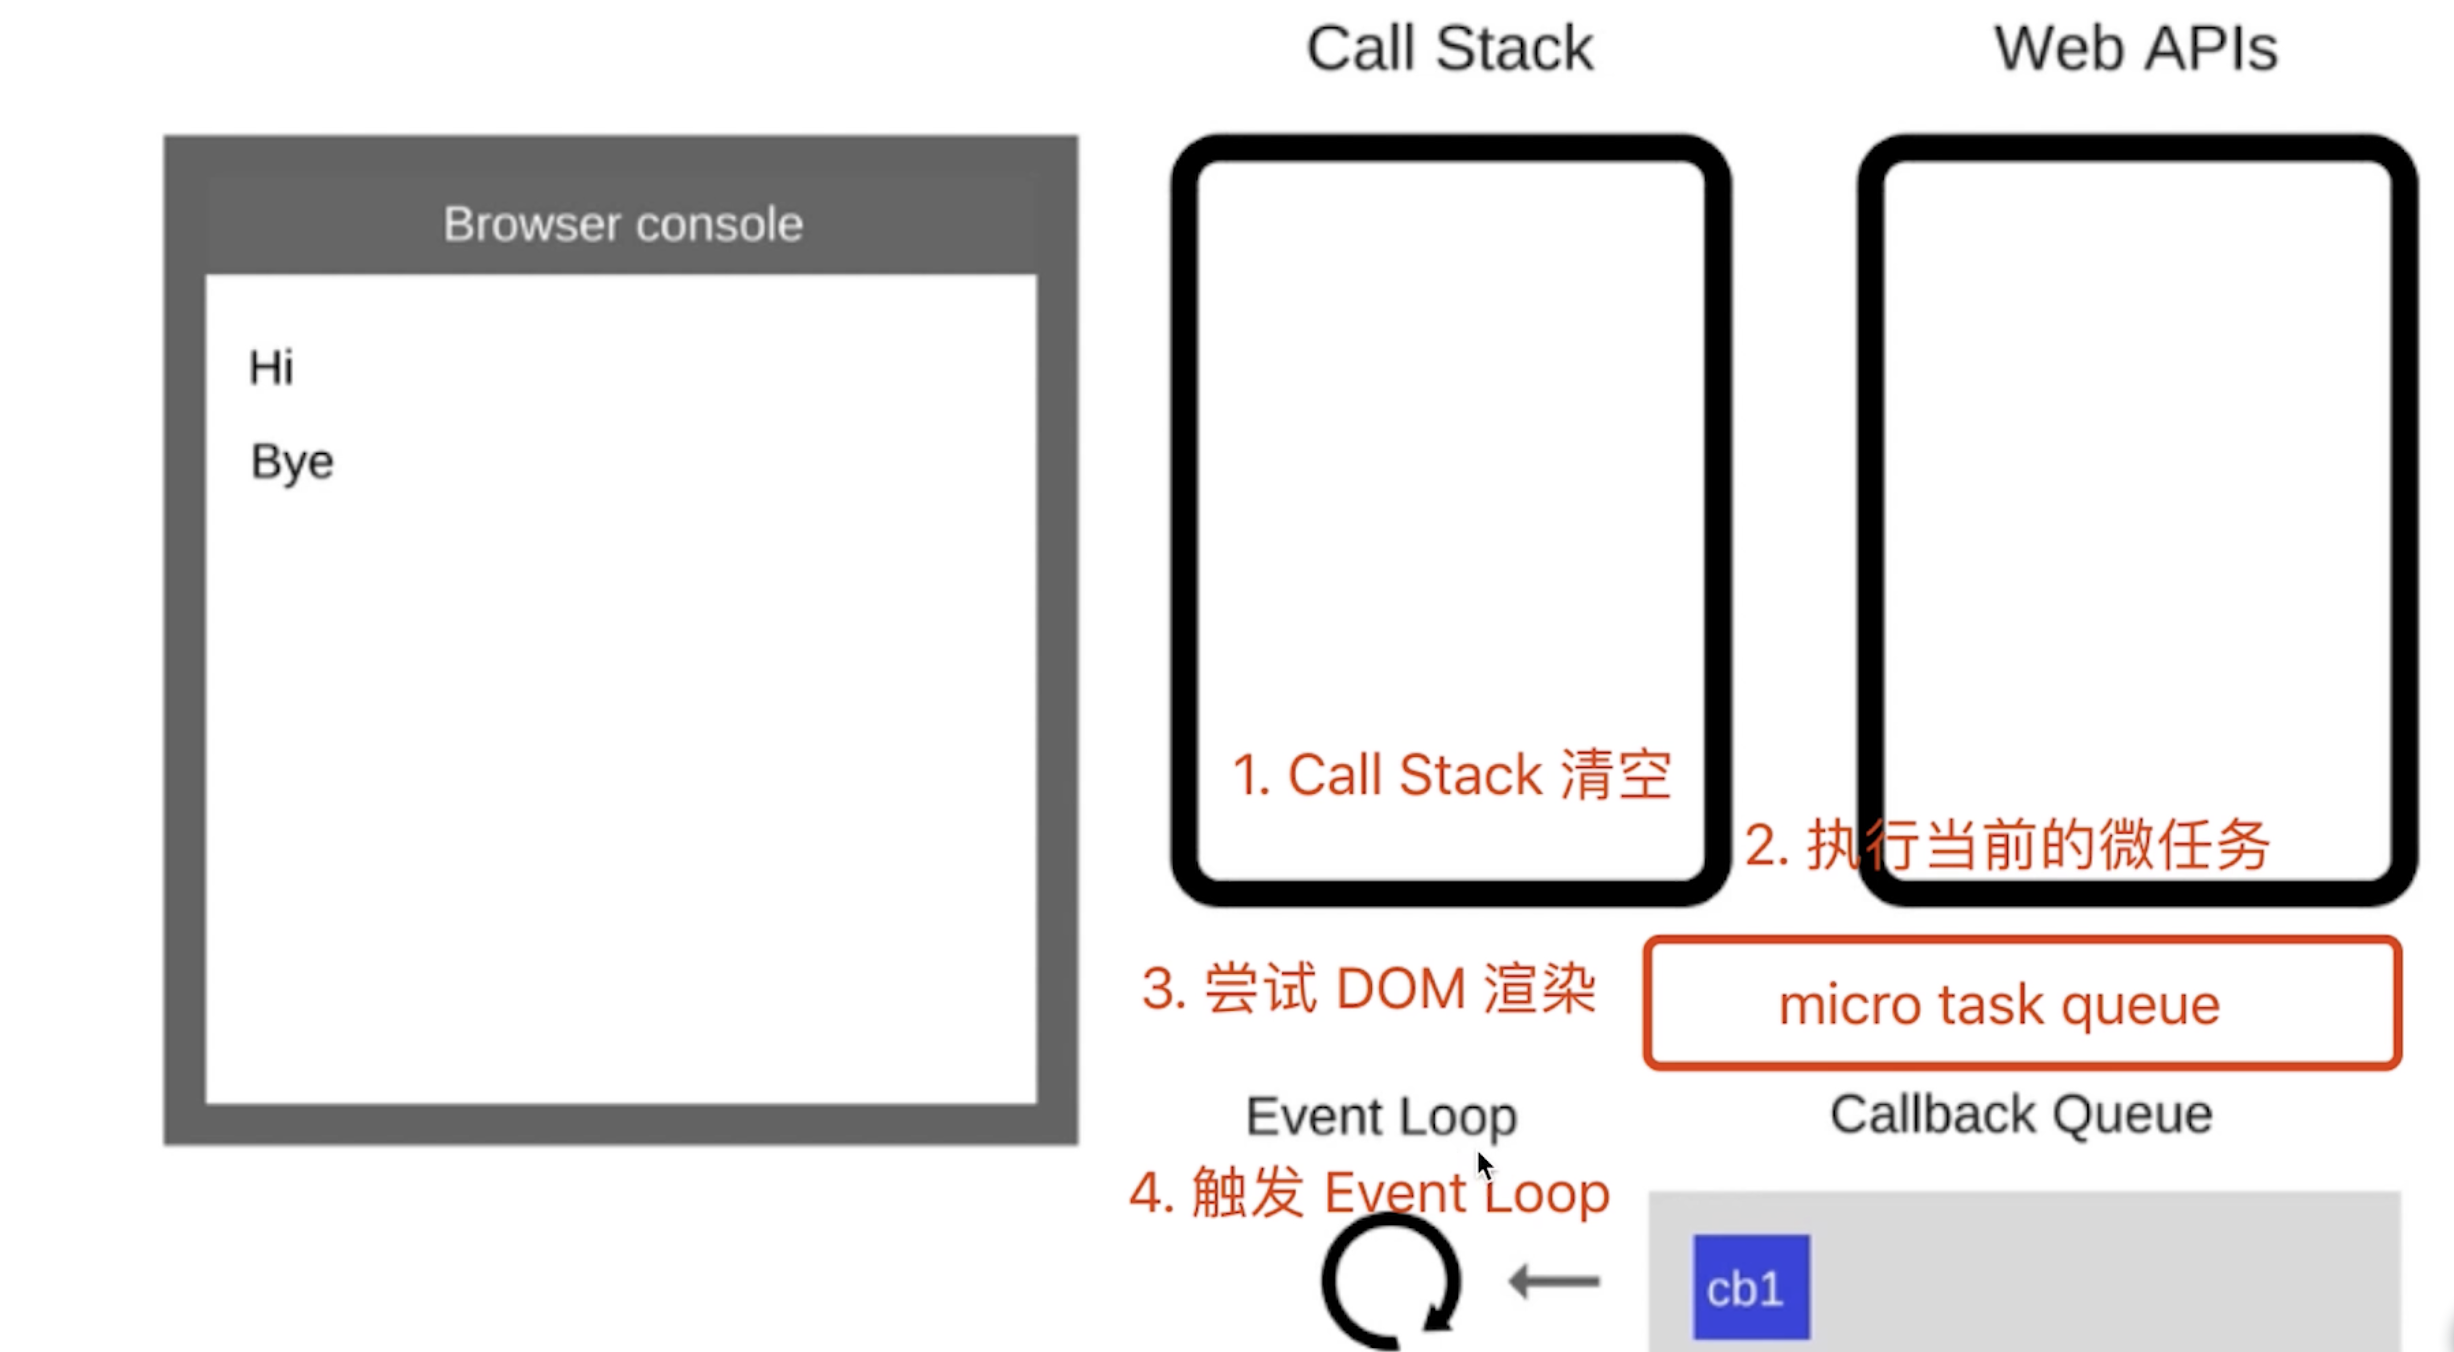 Call Stack
Web APIs
Browser console
Hi
Bye
1. Call Stack 清空
2. 执行当前的微任务
3. 尝试 DOM 渲染
micro task queue
Event Loop
Callback Queue
4. 触发 Event Loop
cb1